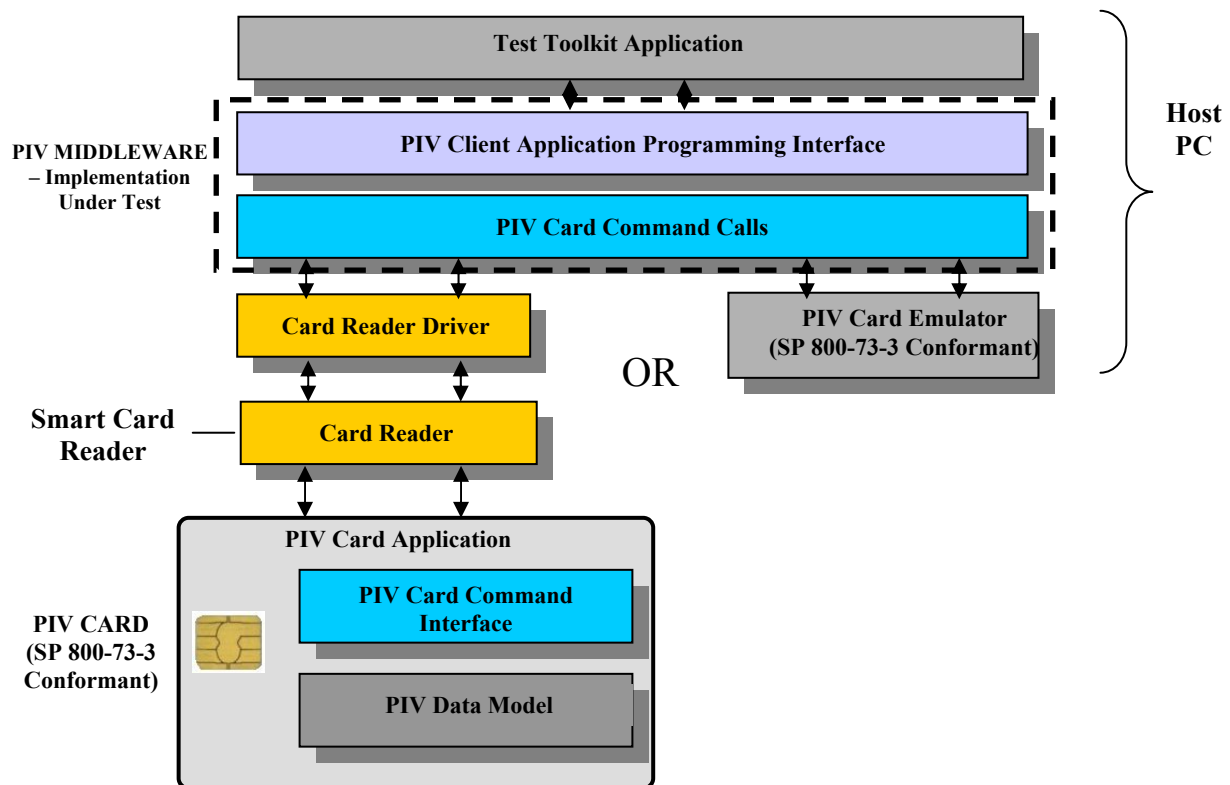 Test Toolkit Application
Host
PC
PIV MIDDLEWARE
– Implementation
Under Test
PIV Client Application Programming Interface
PIV Card Command Calls
Card Reader Driver
OR
PIV Card Emulator
(SP 800-73-3 Conformant)
Smart Card
Reader
Card Reader
PIV CARD
(SP 800-73-3
Conformant)
PIV Card Application
PIV Card Command
Interface
PIV Data Model